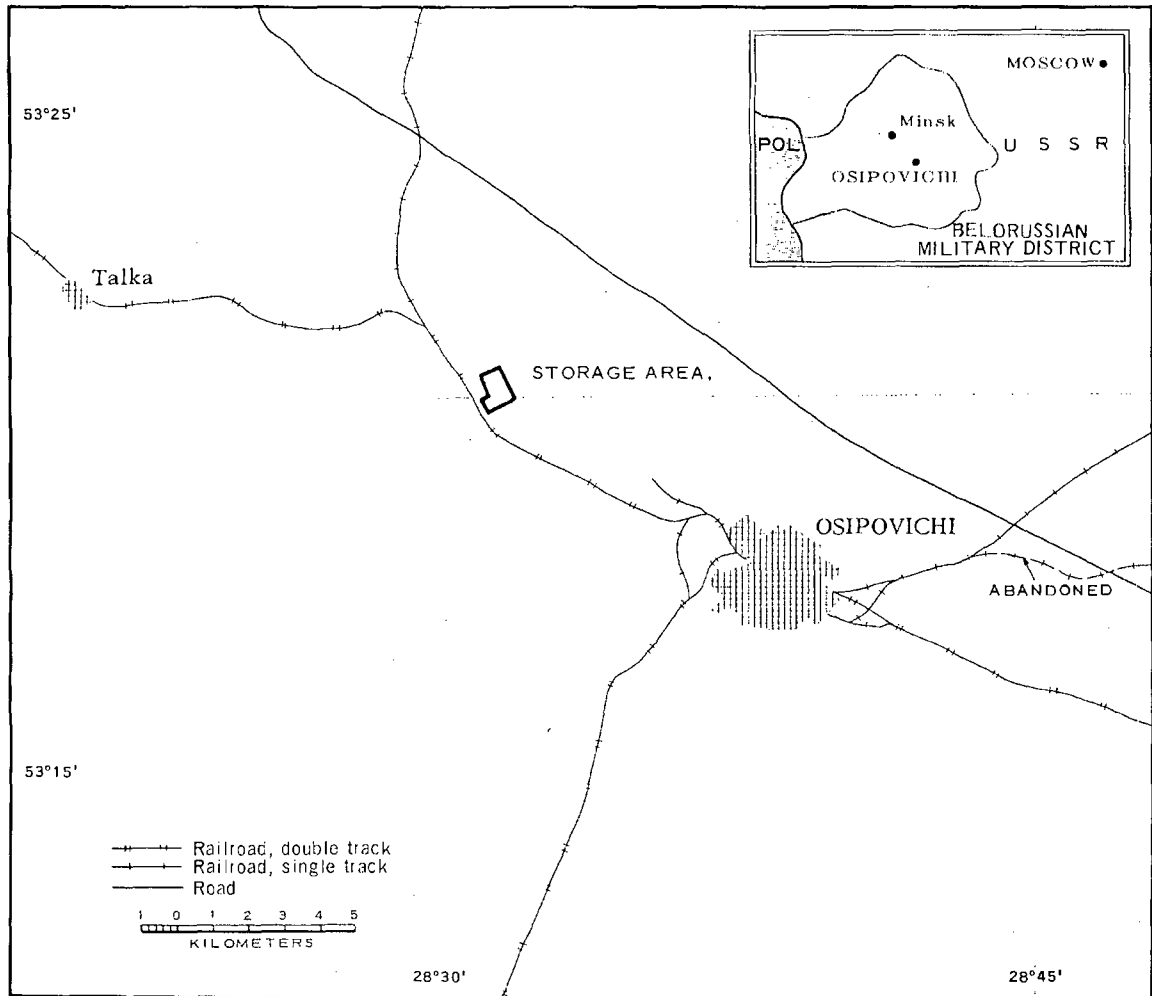 53°25'
MOSCOW
Minsk
POL
U S S R
OSIPOVICHI
BELORUSSIAN
MILITARY DISTRICT
Talka
STORAGE AREA,
OSIPOVICHI
ABANDONED
53°15'
Railroad, double track
Railroad, single track
Road
1 0 1 2 3 4 5
KILOMETERS
28°30'
28°45'